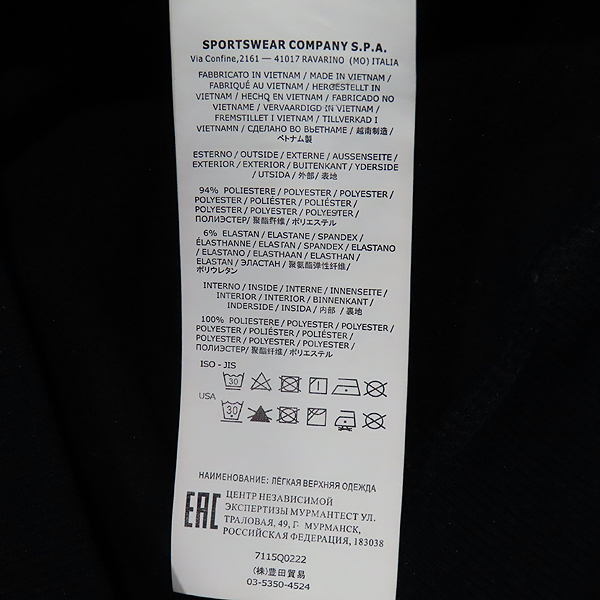 SPORTSWEAR COMPANY S.P.A.
Via Confine,2161 — 41017 RAVARINO (MO) ITALIA
FABBRICATO IN VIETNAM / MADE IN VIETNAM /
FABRIQUÉ AU VIETNAM / HERGESTELLT IN
VIETNAM / HECHO EN VIETNAM / FABRICADO NO
VIETNAME / VERVAARDIGD IN VIETNAM /
FREMSTILLET I VIETNAM / TILLVERKAD I
VIETNAMN / СДЕЛАНО ВО ВЬЕТНАМЕ / 越南制造 /
ベトナム製
ESTERNO / OUTSIDE / EXTERNE / AUSSENSEITE /
EXTERIOR / EXTERIOR / BUITENKANT / YDERSIDE
/ UTSIDA / 外部 / 表地
94% POLIESTERE / POLYESTER / POLYESTER /
POLYESTER / POLIÉSTER / POLIÉSTER /
POLYESTER / POLYESTER / POLYESTER /
ПОЛИЭСТЕР/ 聚酯纤维/ ポリエステル
6% ELASTAN / ELASTANE / SPANDEX /
ÉLASTHANNE / ELASTAN / SPANDEX / ELASTANO
/ ELASTANO / ELASTHAAN / ELASTHAN /
ELASTAN / ЭЛАСТАН / 聚氨酯弹性纤维/
ポリウレタン
INTERNO / INSIDE / INTERNE / INNENSEITE /
INTERIOR / INTERIOR / BINNENKANT /
INDERSIDE / INSIDA / 内部 / 裏地
100% POLIESTERE / POLYESTER / POLYESTER /
POLYESTER / POLIÉSTER / POLIÉSTER /
POLYESTER / POLYESTER / POLYESTER /
ПОЛИЭСТЕР/ 聚酯纤维/ ポリエステル
ISO - JIS
30
USA
30
НАИМЕНОВАНИЕ: ЛЁГКАЯ ВЕРХНЯЯ ОДЕЖДА
EAC
ЦЕНТР НЕЗАВИСИМОЙ
ЭКСПЕРТИЗЫ МУРМАНТЕСТ УЛ.
ТРАЛОВАЯ, 49, Г- МУРМАНСК,
РОССИЙСКАЯ ФЕДЕРАЦИЯ, 183038
7115Q0222
(株)豊田貿易
03-5350-4524